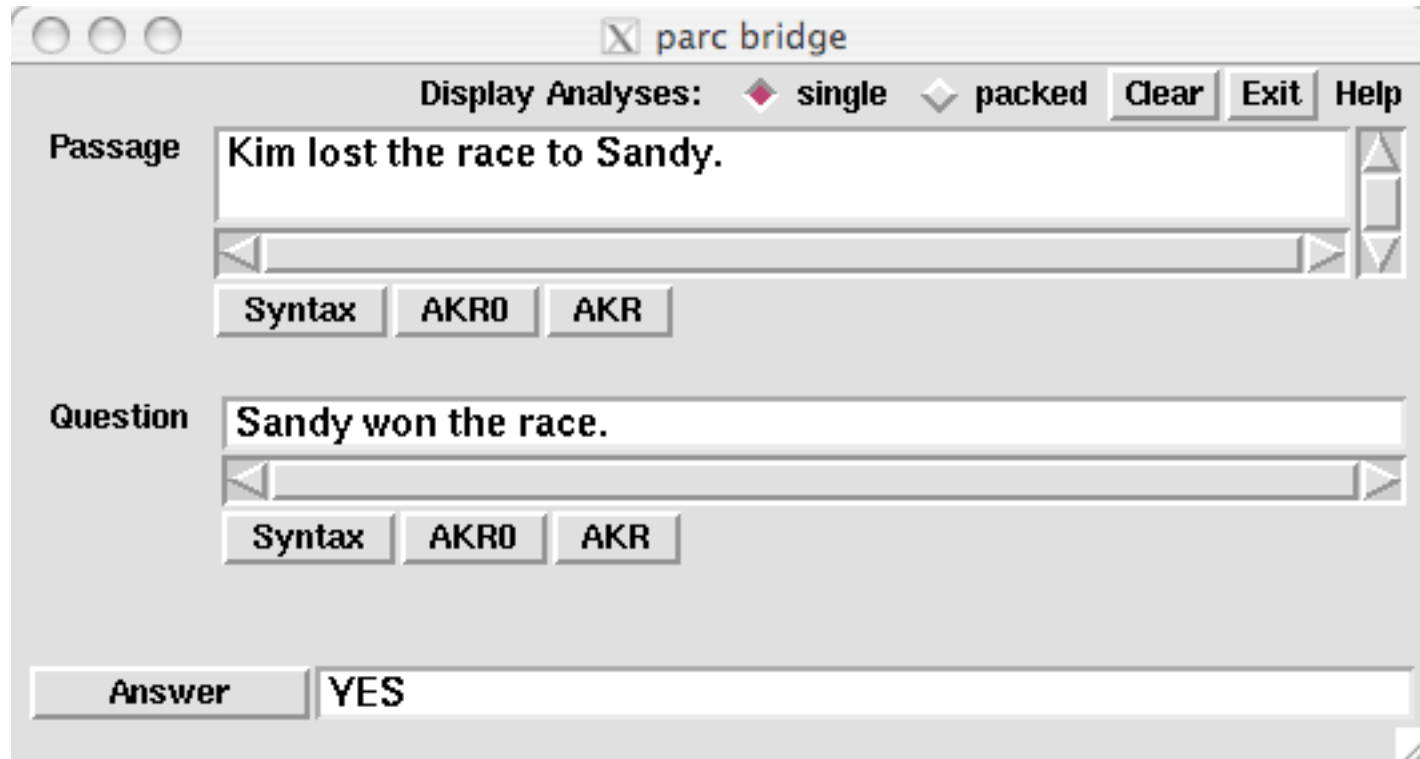 parc bridge
Display Analyses: single packed Clear Exit Help
Passage Kim lost the race to Sandy.
Syntax AKR0 AKR
Question Sandy won the race.
Syntax AKR0 AKR
Answer YES